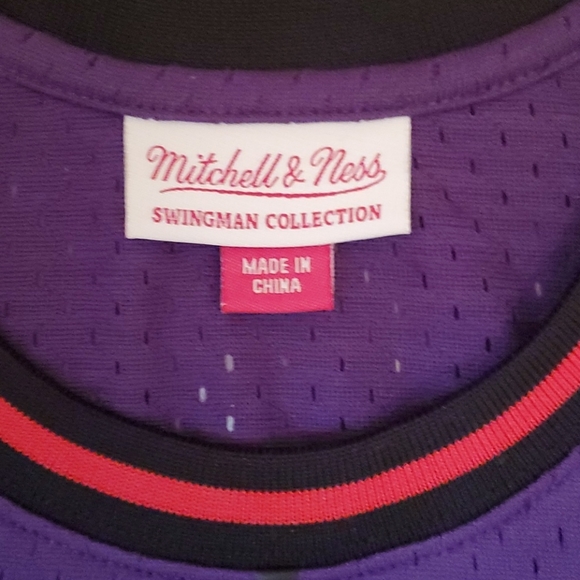 Mitchell & Ness
SWINGMAN COLLECTION
MADE IN
CHINA